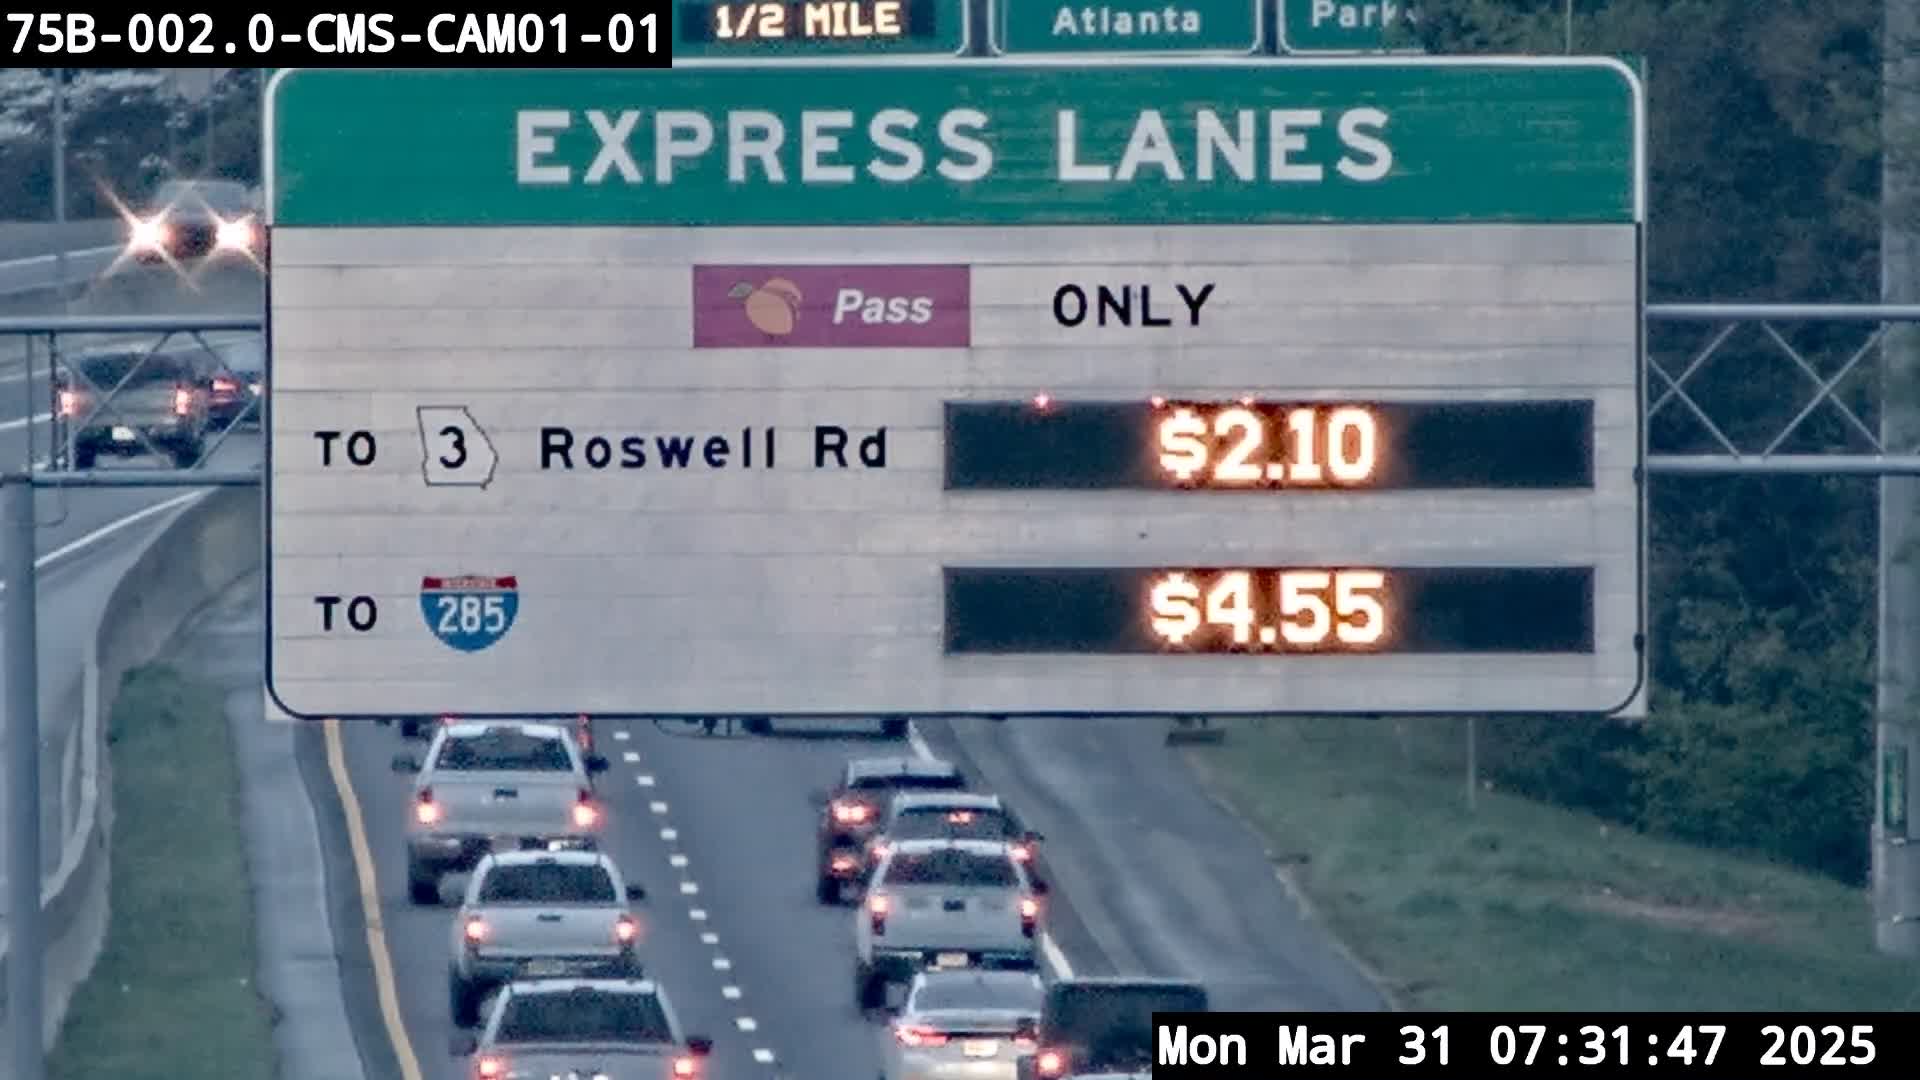 75B-002.0-CMS-CAM01-01
1/2 MILE
Atlanta
EXPRESS LANES
Pass ONLY
TO 3 Roswell Rd $2.10
TO 285 $4.55
Mon Mar 31 07:31:47 2025